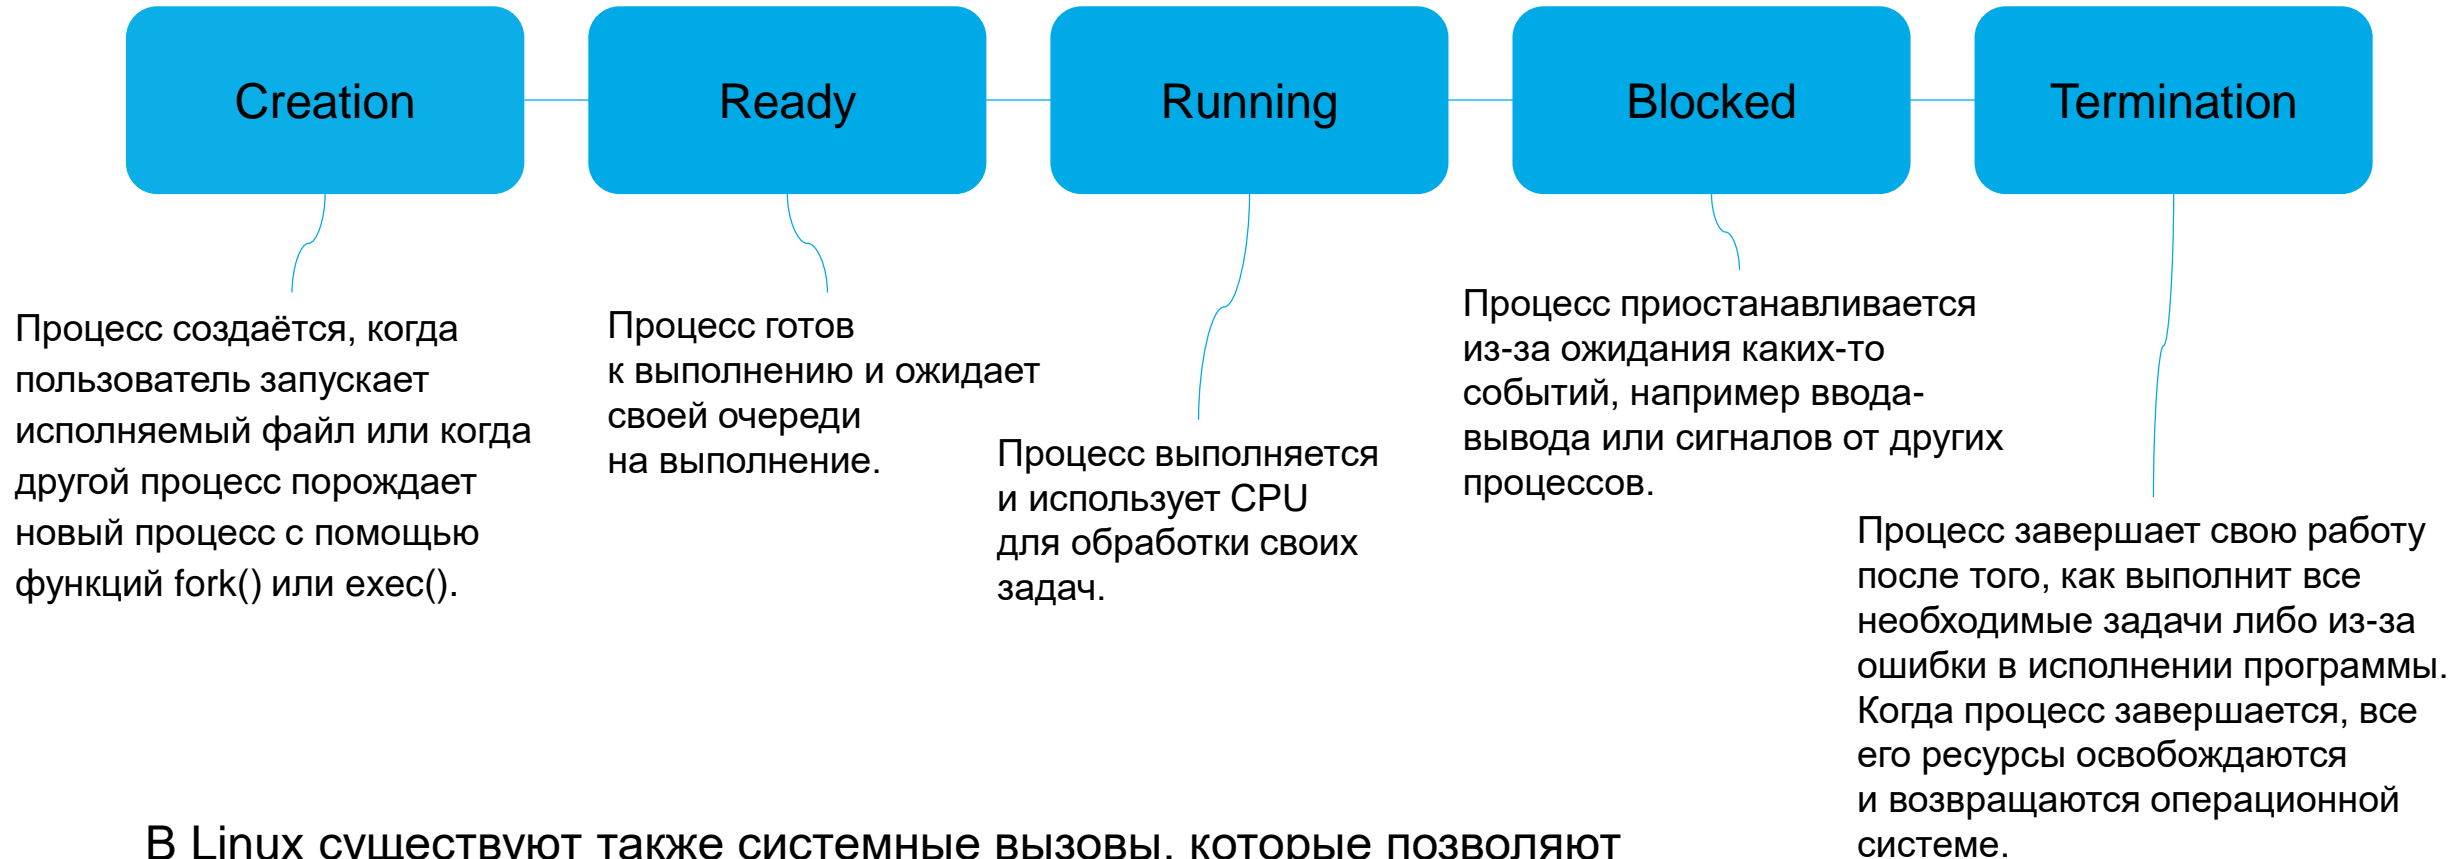 Creation
Ready
Running
Blocked
Termination
Процесс создаётся, когда
пользователь запускает
исполняемый файл или когда
другой процесс порождает
новый процесс с помощью
функций fork() или exec().
Процесс готов
к выполнению и ожидает
своей очереди
на выполнение.
Процесс выполняется
и использует CPU
для обработки своих
задач.
Процесс приостанавливается
из-за ожидания каких-то
событий, например ввода-
вывода или сигналов от других
процессов.
Процесс завершает свою работу
после того, как выполнит все
необходимые задачи либо из-за
ошибки в исполнении программы.
Когда процесс завершается, все
его ресурсы освобождаются
и возвращаются операционной
системе.
В Linux существуют также системные вызовы, которые позволяют